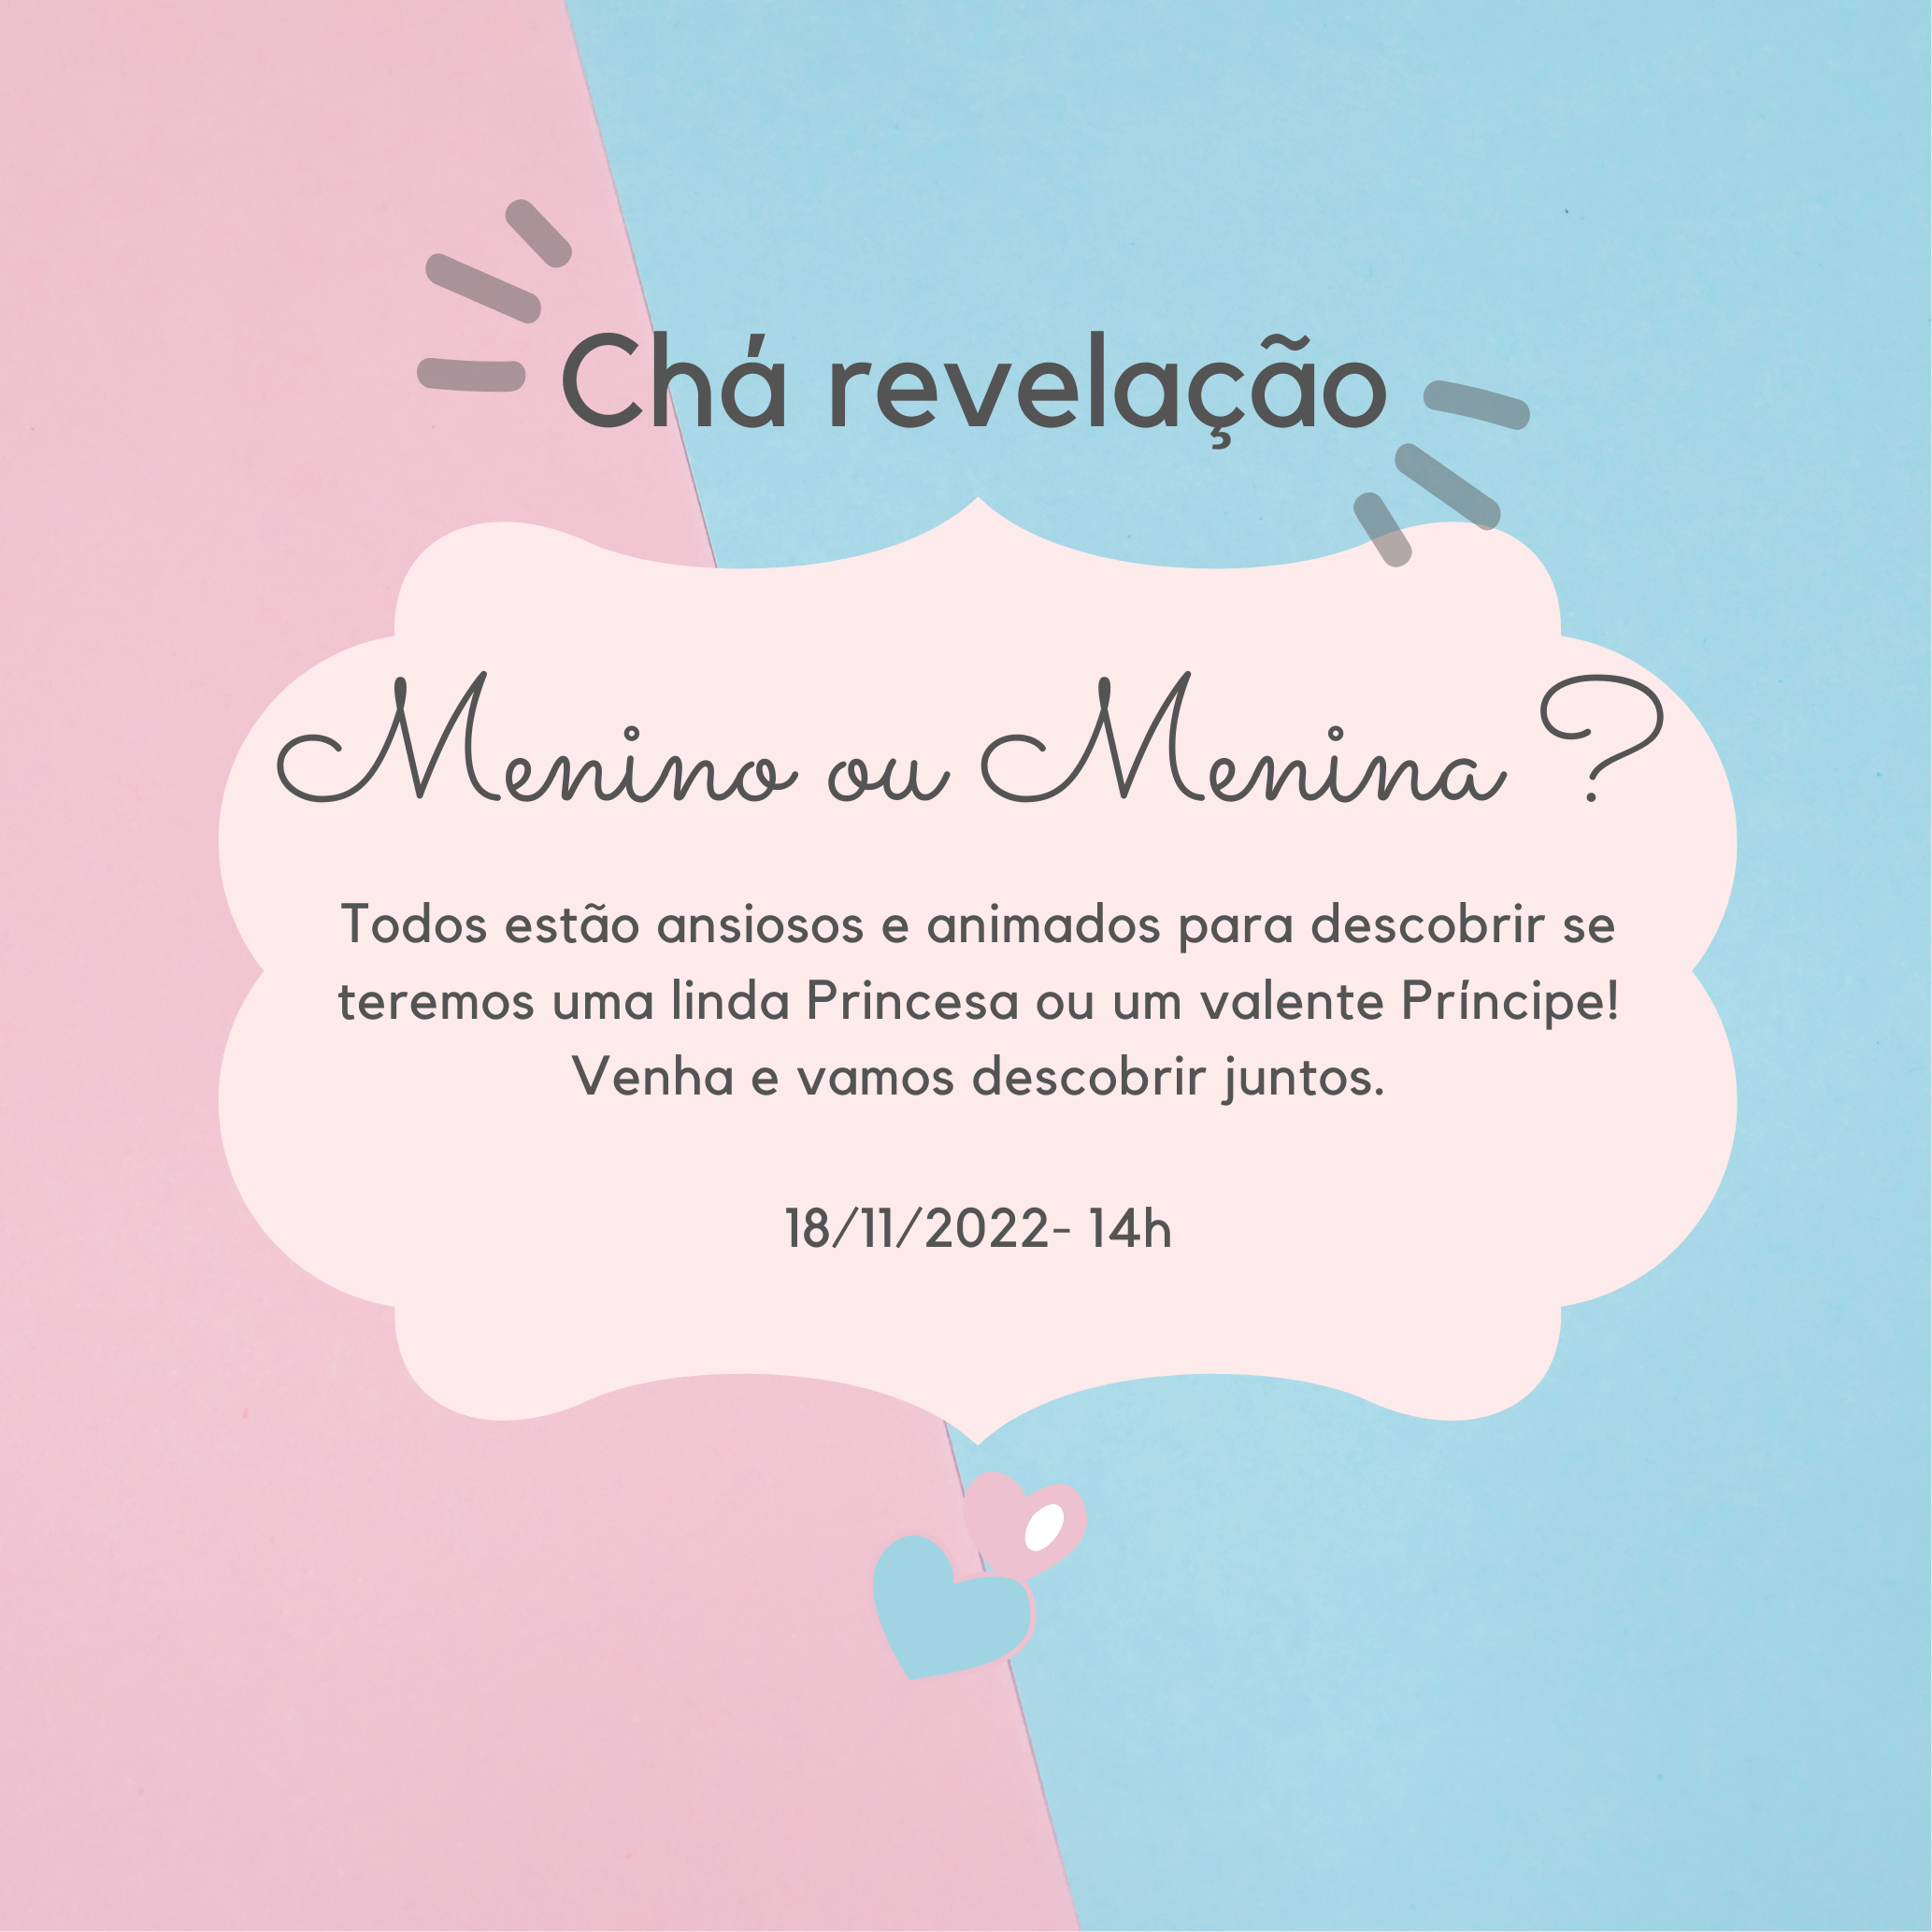 Chá revelação
Menino ou Menina ?
Todos estão ansiosos e animados para descobrir se
teremos uma linda Princesa ou um valente Príncipe!
Venha e vamos descobrir juntos.
18/11/2022- 14h